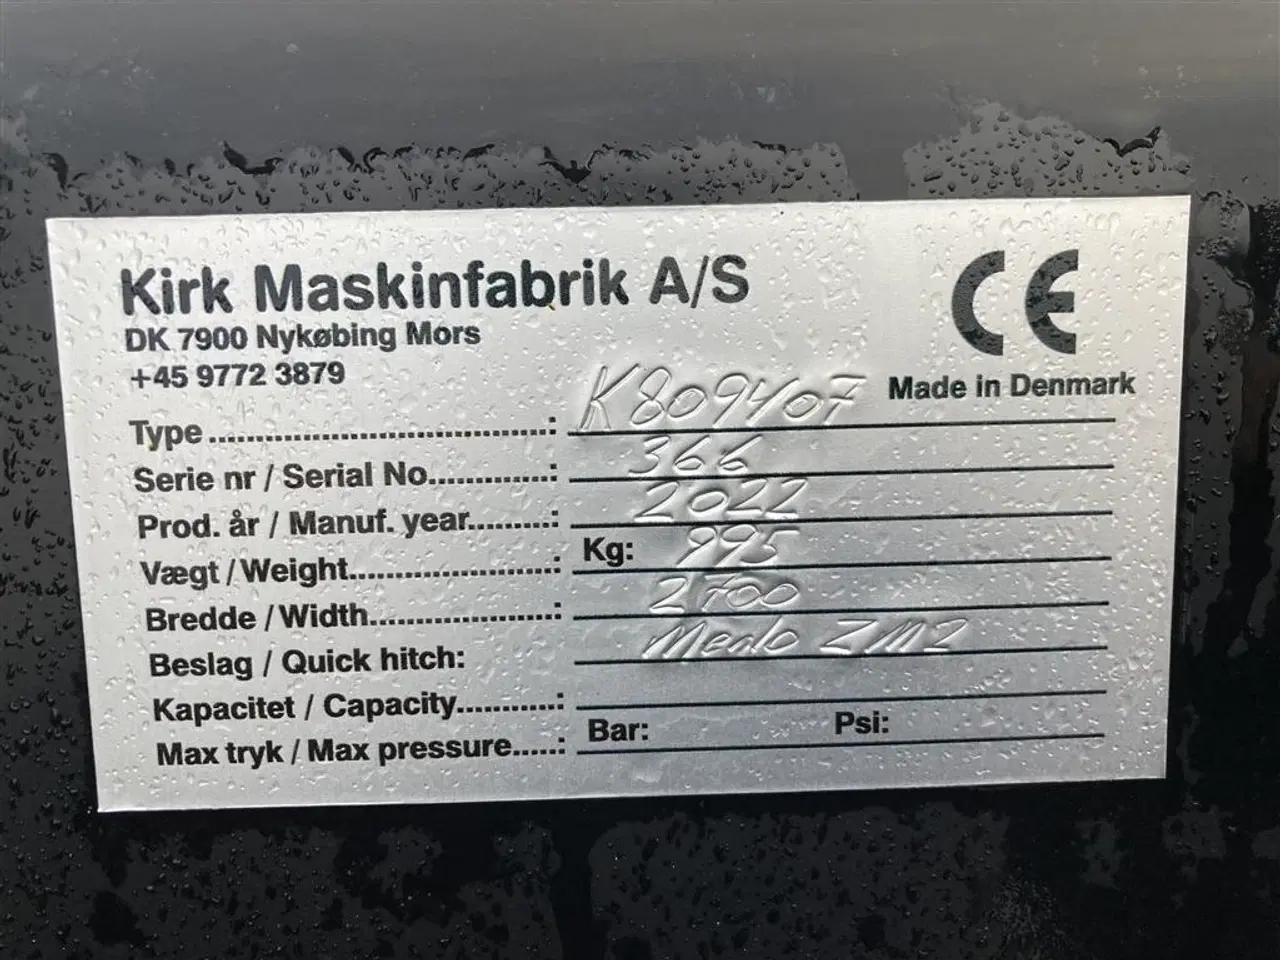 Kirk Maskinfabrik A/S
DK 7900 Nykøbing Mors
+45 9772 3879
CE
Made in Denmark
Type..............................: K809407
Serie nr / Serial No.............: 366
Prod. år / Manuf. year.........: 2022
Vægt / Weight.....................: Kg: 995
Bredde / Width...................: 2700
Beslag / Quick hitch: ZM2
Kapacitet / Capacity...........:
Max tryk / Max pressure.....: Bar: Psi: